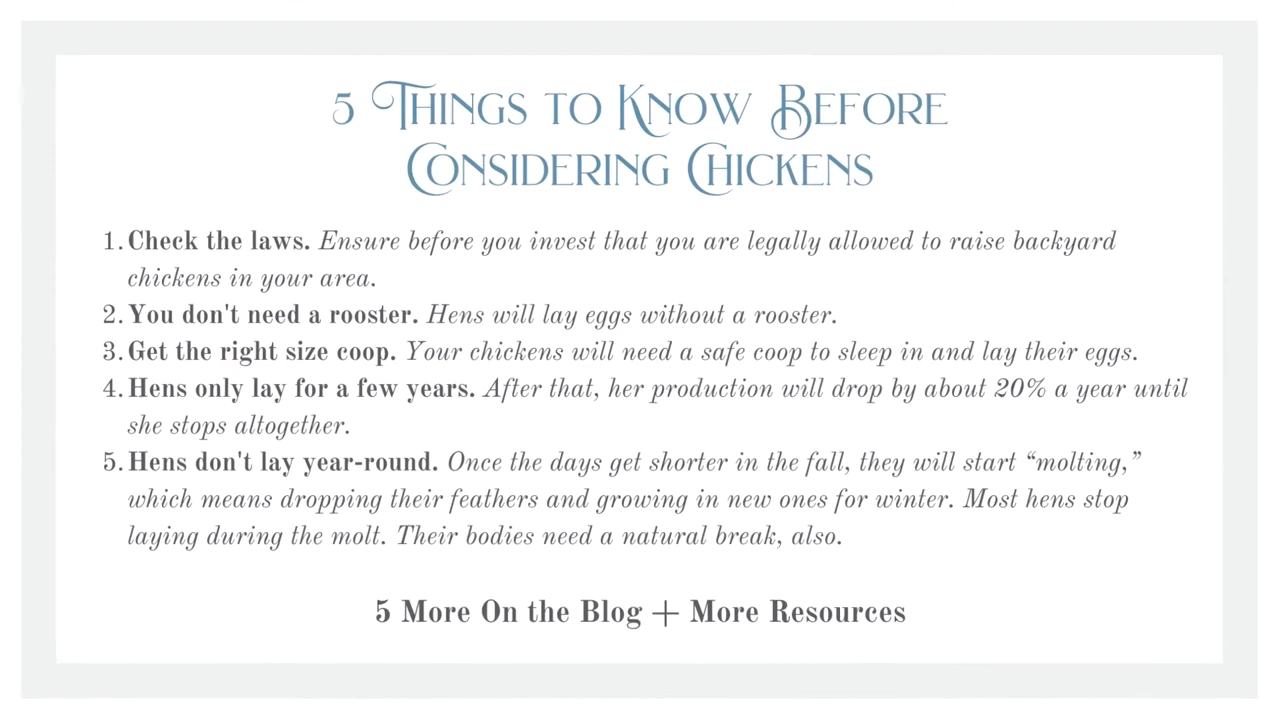 5 Things to Know Before
Considering Chickens
1. Check the laws. Ensure before you invest that you are legally allowed to raise backyard
chickens in your area.
2. You don't need a rooster. Hens will lay eggs without a rooster.
3. Get the right size coop. Your chickens will need a safe coop to sleep in and lay their eggs.
4. Hens only lay for a few years. After that, her production will drop by about 20% a year until
she stops altogether.
5. Hens don't lay year-round. Once the days get shorter in the fall, they will start “molting,”
which means dropping their feathers and growing in new ones for winter. Most hens stop
laying during the molt. Their bodies need a natural break, also.
5 More On the Blog + More Resources